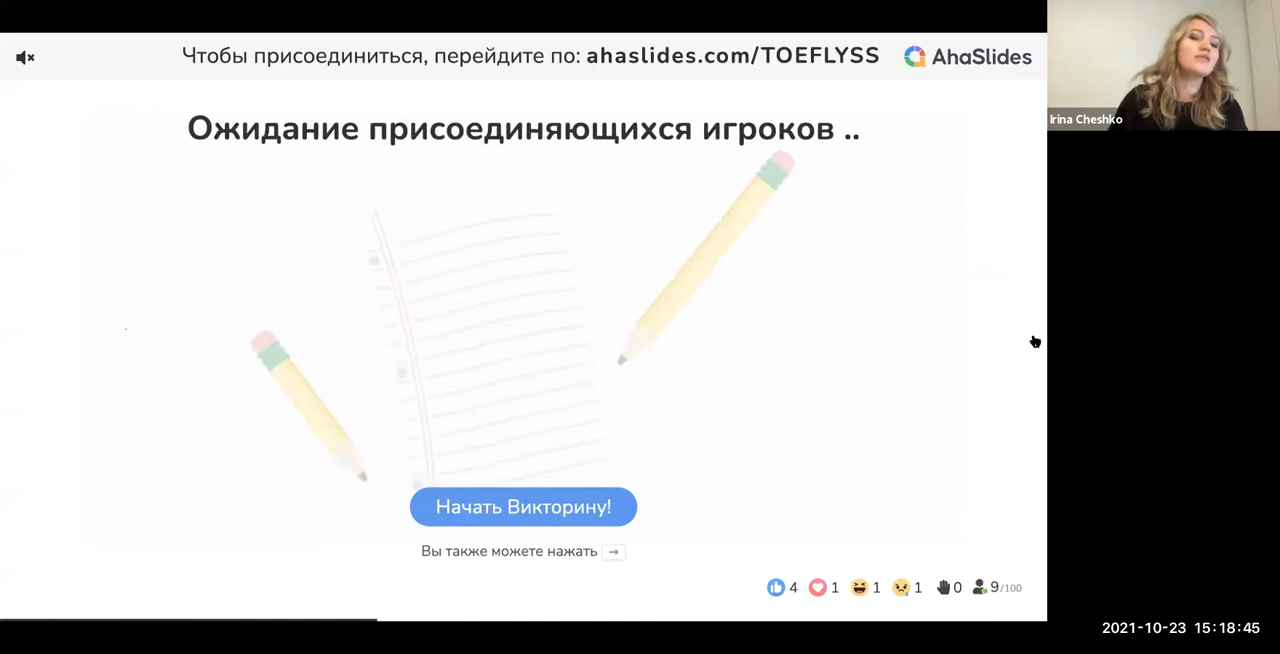 Чтобы присоединиться, перейдите по: ahaslides.com/TOEFLYSS
AhaSlides
Irina Cheshko
Ожидание присоединяющихся игроков ..
Начать Викторину!
Вы также можете нажать →
4 1 1 1 0 9/100
2021-10-23 15:18:45